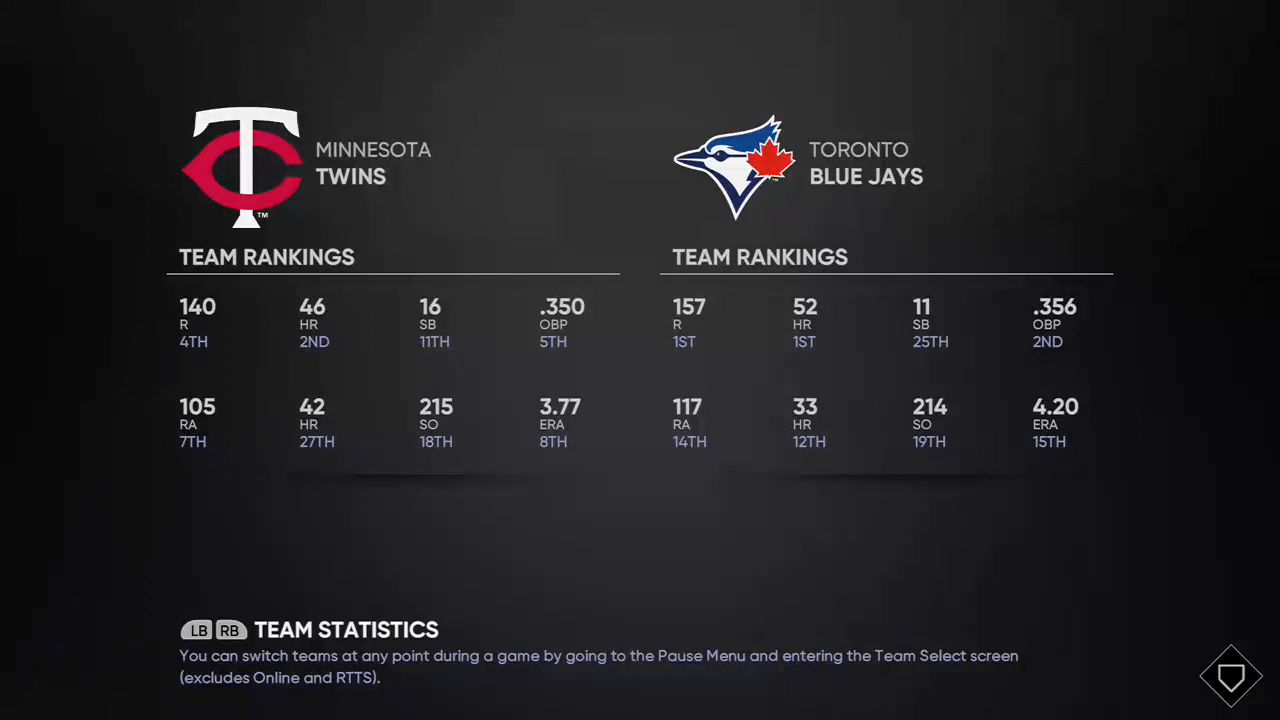 MINNESOTA
TWINS
TM
TORONTO
BLUE JAYS
TEAM RANKINGS
TEAM RANKINGS
140 46 16 .350
R HR SB OBP
4TH 2ND 11TH 5TH
157 52 11 .356
R HR SB OBP
1ST 1ST 25TH 2ND
105 42 215 3.77
RA HR SO ERA
7TH 27TH 18TH 8TH
117 33 214 4.20
RA HR SO ERA
14TH 12TH 19TH 15TH
LB RB TEAM STATISTICS
You can switch teams at any point during a game by going to the Pause Menu and entering the Team Select screen
(excludes Online and RTTS).